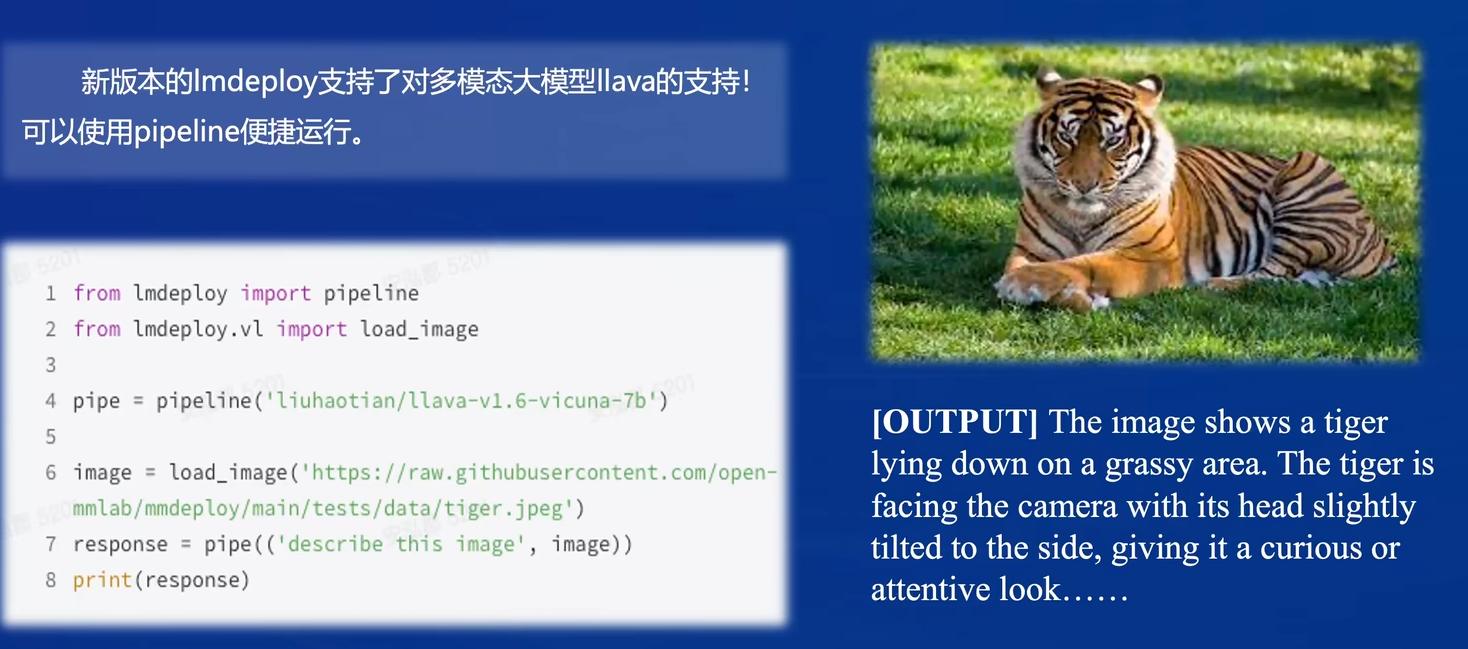 新版本的lmdeploy支持了对多模态大模型llava的支持！
可以使用pipeline便捷运行。
1 from lmdeploy import pipeline
2 from lmdeploy.vl import load_image
3
4 pipe = pipeline('liuhaotian/llava-v1.6-vicuna-7b')
5
6 image = load_image('https://raw.githubusercontent.com/open-
mmlab/mmdeploy/main/tests/data/tiger.jpeg')
7 response = pipe(('describe this image', image))
8 print(response)
[OUTPUT] The image shows a tiger
lying down on a grassy area. The tiger is
facing the camera with its head slightly
tilted to the side, giving it a curious or
attentive look……